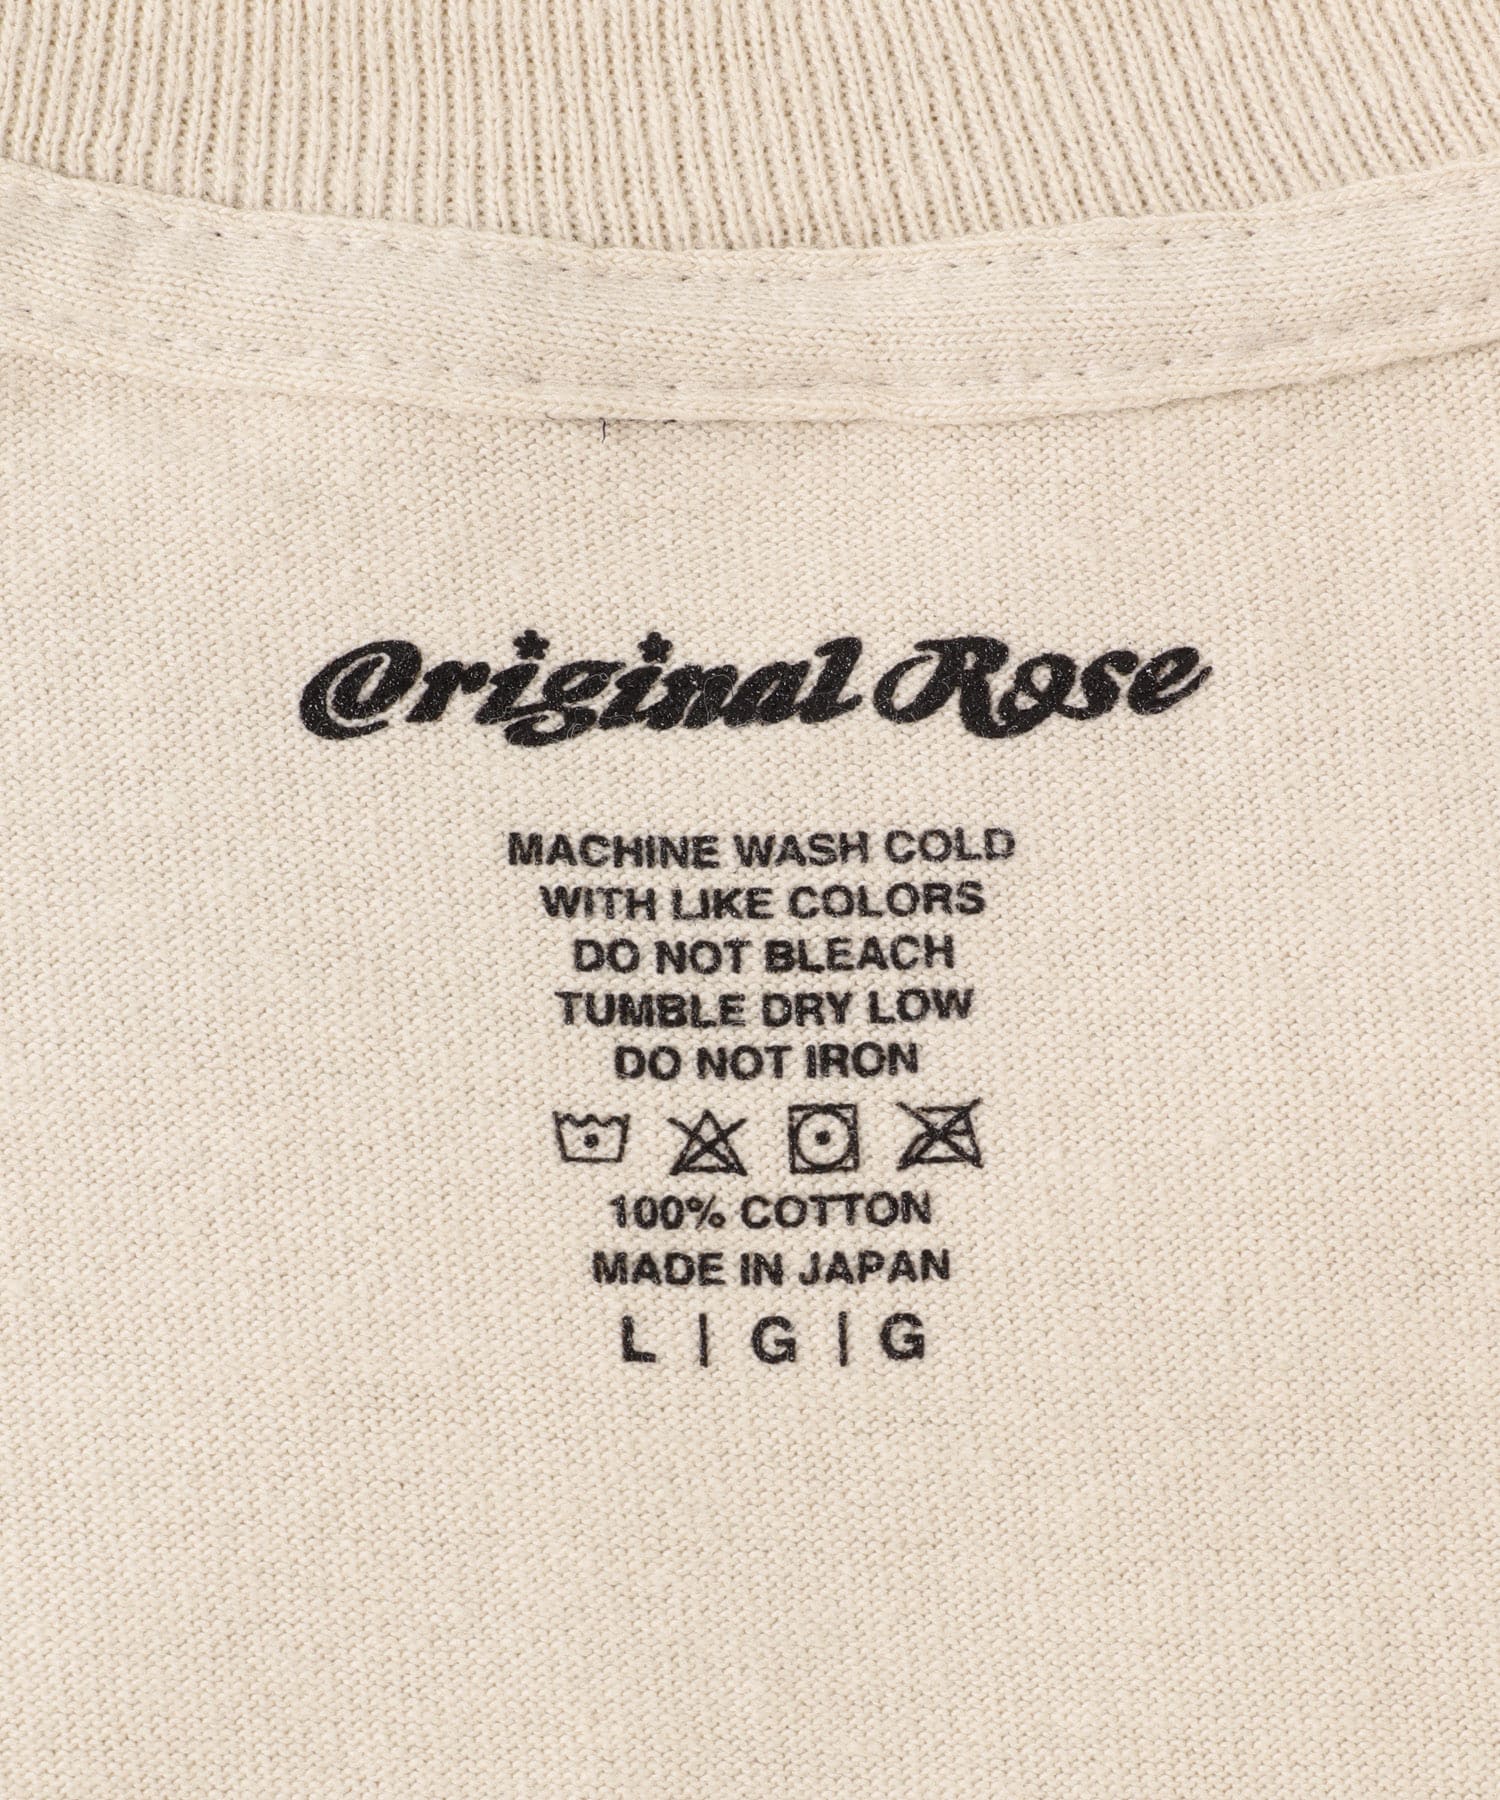 Original Rose
MACHINE WASH COLD
WITH LIKE COLORS
DO NOT BLEACH
TUMBLE DRY LOW
DO NOT IRON
100% COTTON
MADE IN JAPAN
L | G | G